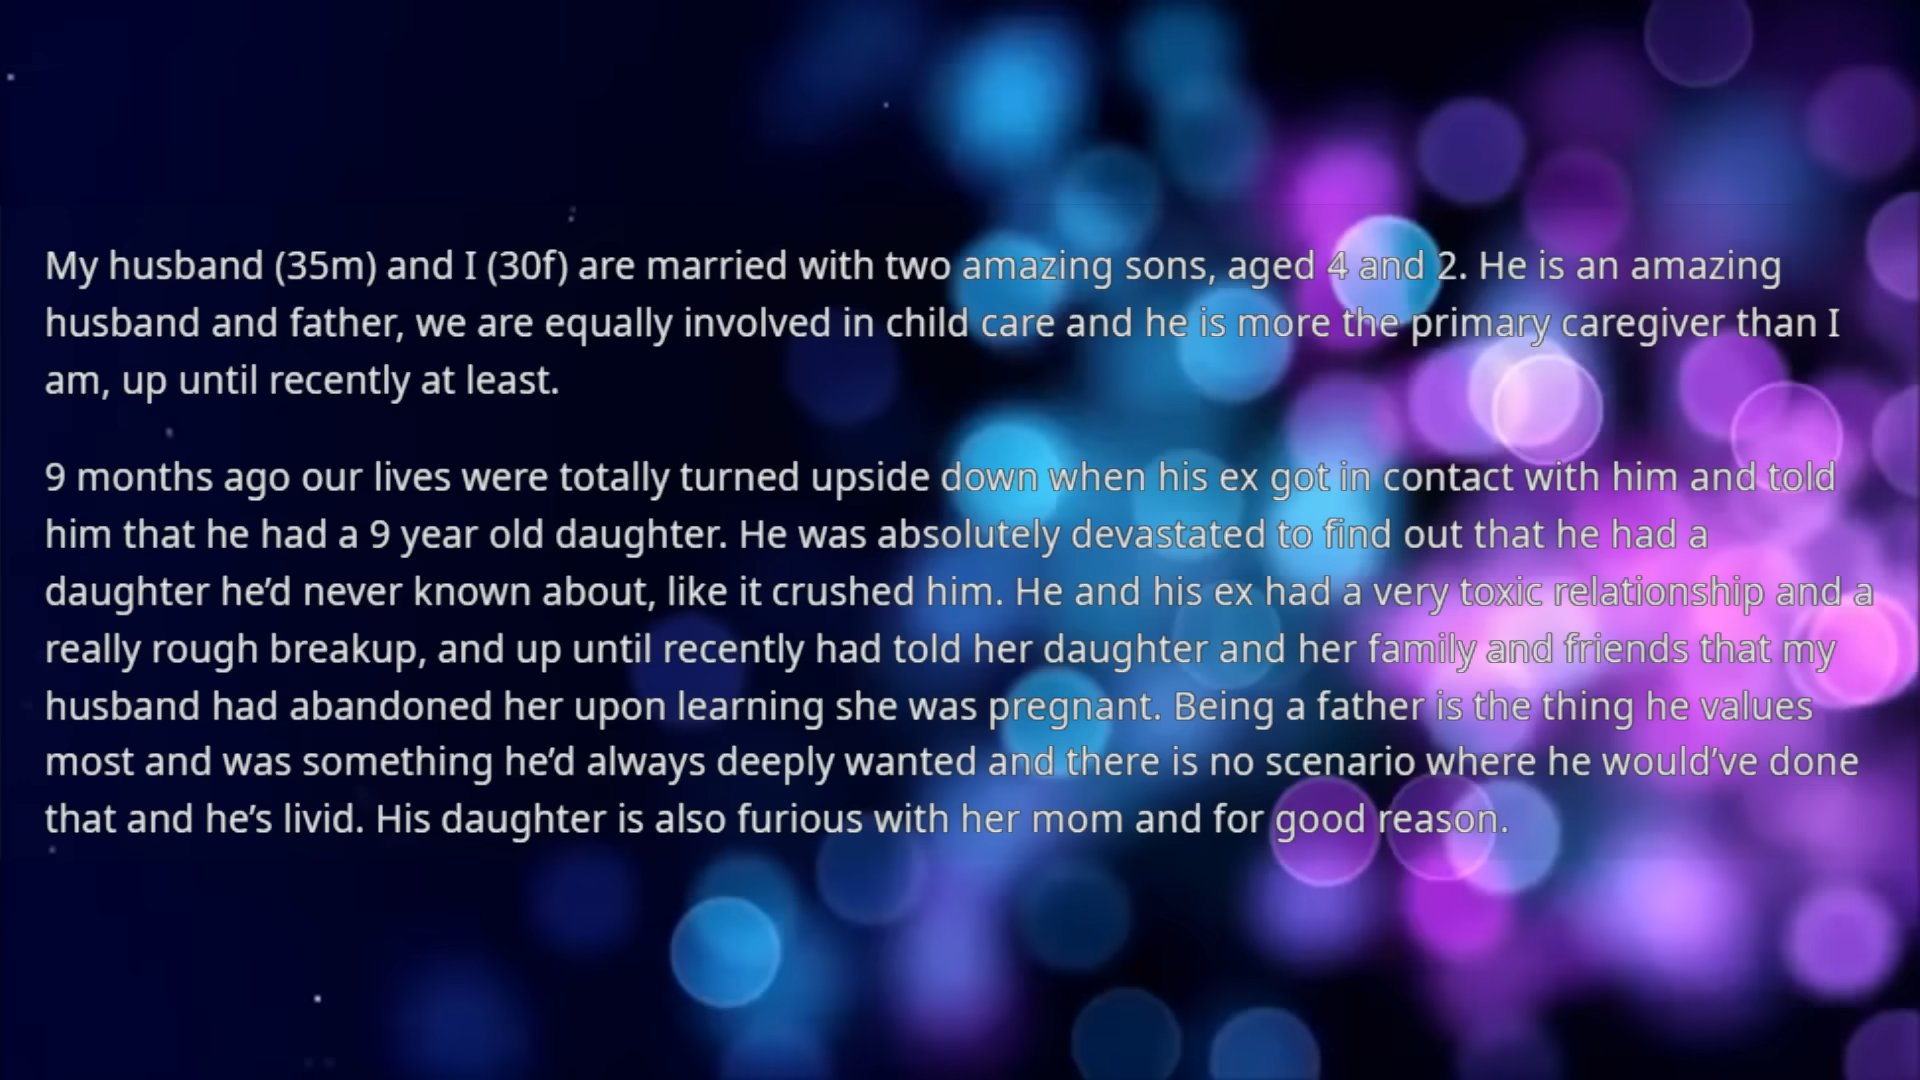 My husband (35m) and I (30f) are married with two amazing sons, aged 4 and 2. He is an amazing
husband and father, we are equally involved in child care and he is more the primary caregiver than I
am, up until recently at least.
9 months ago our lives were totally turned upside down when his ex got in contact with him and told
him that he had a 9 year old daughter. He was absolutely devastated to find out that he had a
daughter he’d never known about, like it crushed him. He and his ex had a very toxic relationship and a
really rough breakup, and up until recently had told her daughter and her family and friends that my
husband had abandoned her upon learning she was pregnant. Being a father is the thing he values
most and was something he’d always deeply wanted and there is no scenario where he would’ve done
that and he’s livid. His daughter is also furious with her mom and for good reason.